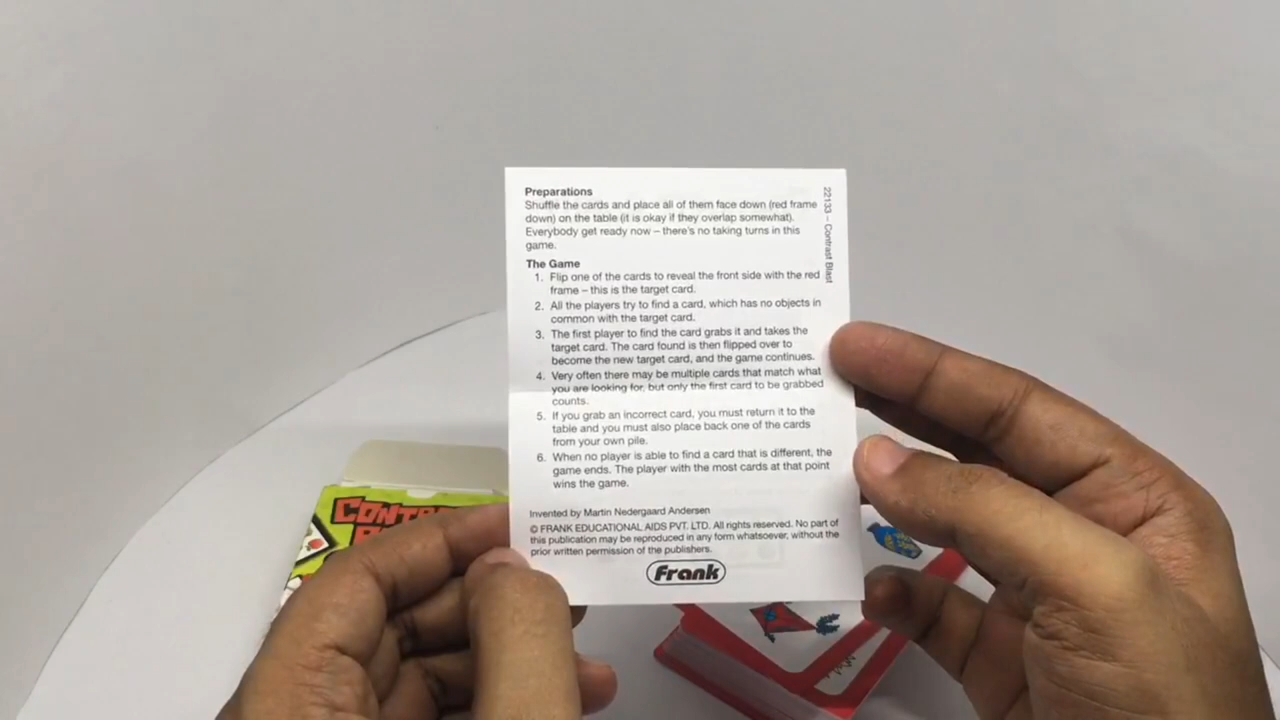 Preparations
Shuffle the cards and place all of them face down (red frame
down) on the table (it is okay if they overlap somewhat).
Everybody get ready now – there's no taking turns in this
game.
The Game
1. Flip one of the cards to reveal the front side with the red
frame – this is the target card.
2. All the players try to find a card, which has no objects in
common with the target card.
3. The first player to find the card grabs it and takes the
target card. The card found is then flipped over to
become the new target card, and the game continues.
4. Very often there may be multiple cards that match what
you are looking for, but only the first card to be grabbed
counts.
5. If you grab an incorrect card, you must return it to the
table and you must also place back one of the cards
from your own pile.
6. When no player is able to find a card that is different, the
game ends. The player with the most cards at that point
wins the game.
Invented by Martin Nedergaard Andersen
© FRANK EDUCATIONAL AIDS PVT. LTD. All rights reserved. No part of
this publication may be reproduced in any form whatsoever, without the
prior written permission of the publishers.
Frank
22133 – Contrast Blast